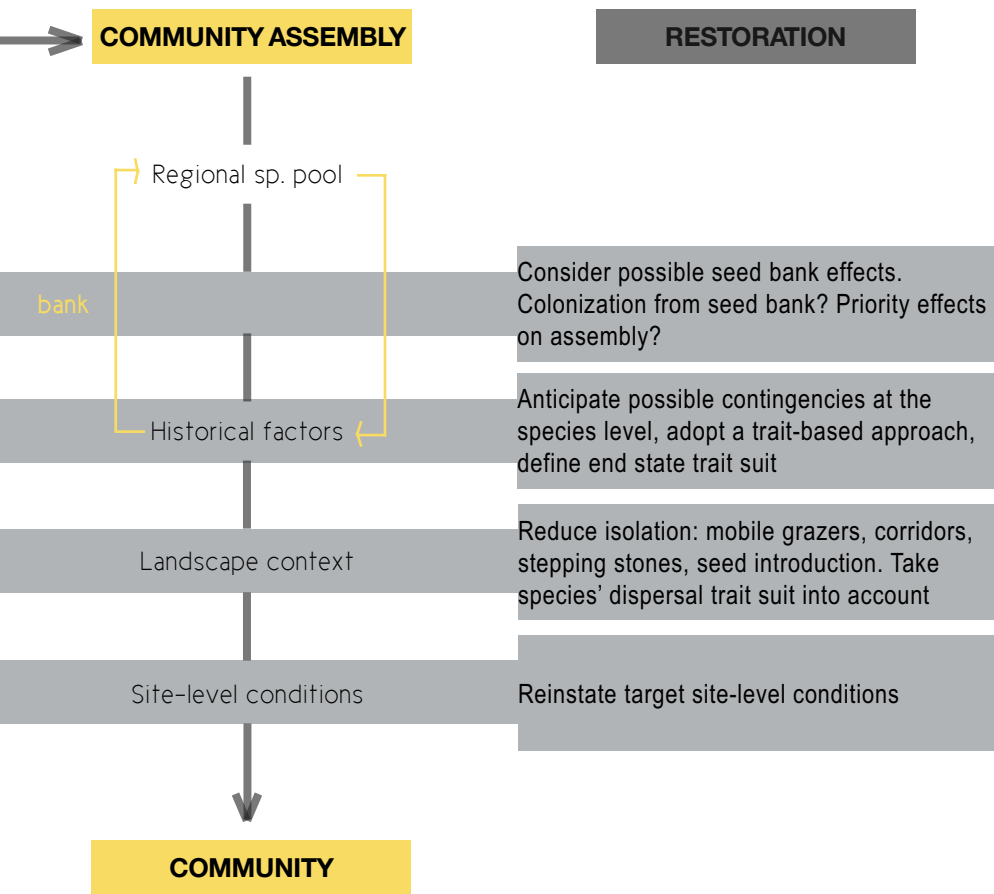 COMMUNITY ASSEMBLY
RESTORATION
Regional sp. pool
bank
Consider possible seed bank effects.
Colonization from seed bank? Priority effects
on assembly?
Historical factors
Anticipate possible contingencies at the
species level, adopt a trait-based approach,
define end state trait suit
Landscape context
Reduce isolation: mobile grazers, corridors,
stepping stones, seed introduction. Take
species’ dispersal trait suit into account
Site-level conditions
Reinstate target site-level conditions
COMMUNITY